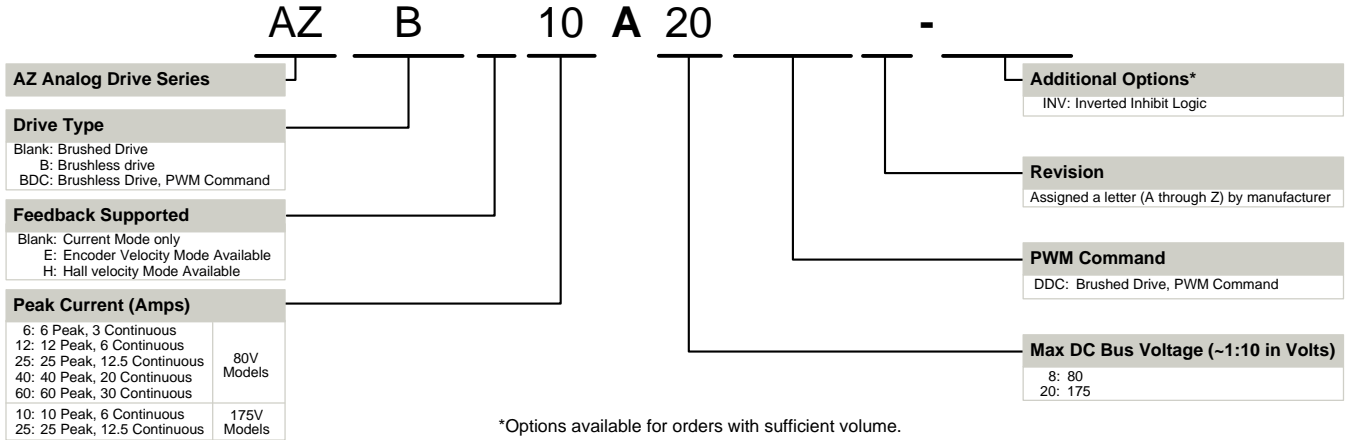 AZ B 10 A 20 -
AZ Analog Drive Series
Drive Type
Blank: Brushed Drive
B: Brushless drive
BDC: Brushless Drive, PWM Command
Feedback Supported
Blank: Current Mode only
E: Encoder Velocity Mode Available
H: Hall velocity Mode Available
Peak Current (Amps)
6: 6 Peak, 3 Continuous
12: 12 Peak, 6 Continuous
25: 25 Peak, 12.5 Continuous
40: 40 Peak, 20 Continuous
60: 60 Peak, 30 Continuous
80V
Models
10: 10 Peak, 6 Continuous
25: 25 Peak, 12.5 Continuous
175V
Models
Additional Options*
INV: Inverted Inhibit Logic
Revision
Assigned a letter (A through Z) by manufacturer
PWM Command
DDC: Brushed Drive, PWM Command
Max DC Bus Voltage (~1:10 in Volts)
8: 80
20: 175
*Options available for orders with sufficient volume.